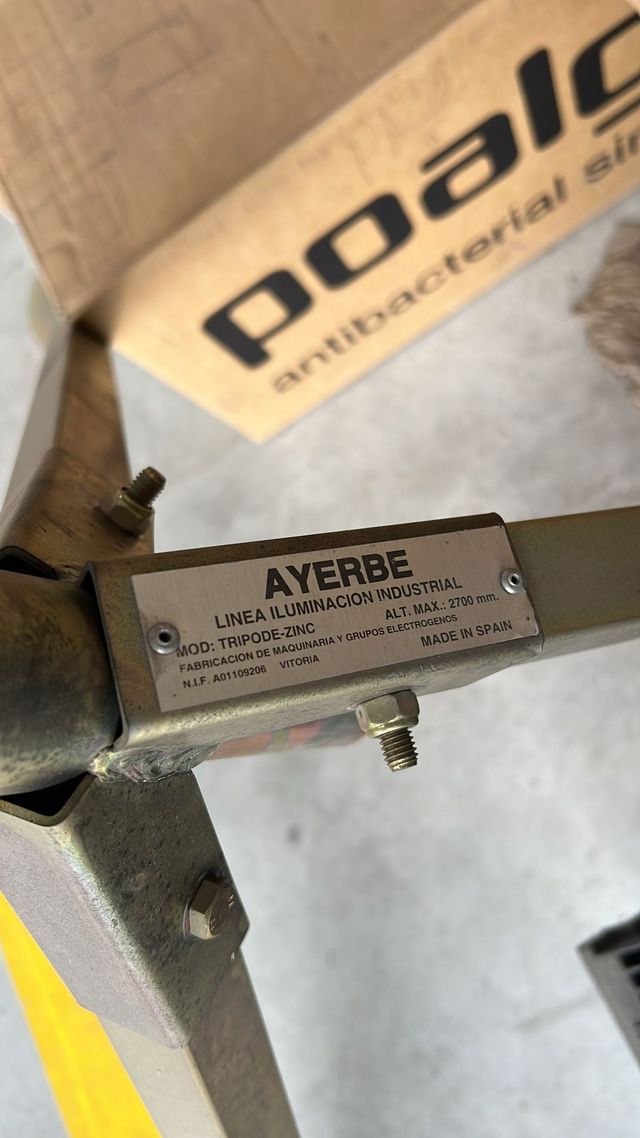 poalg
antibacterial
AYERBE
LINEA ILUMINACION INDUSTRIAL
MOD: TRIPODE-ZINC ALT. MAX.: 2700 mm.
FABRICACION DE MAQUINARIA Y GRUPOS ELECTROGENOS
N.I.F. A01109206 VITORIA MADE IN SPAIN